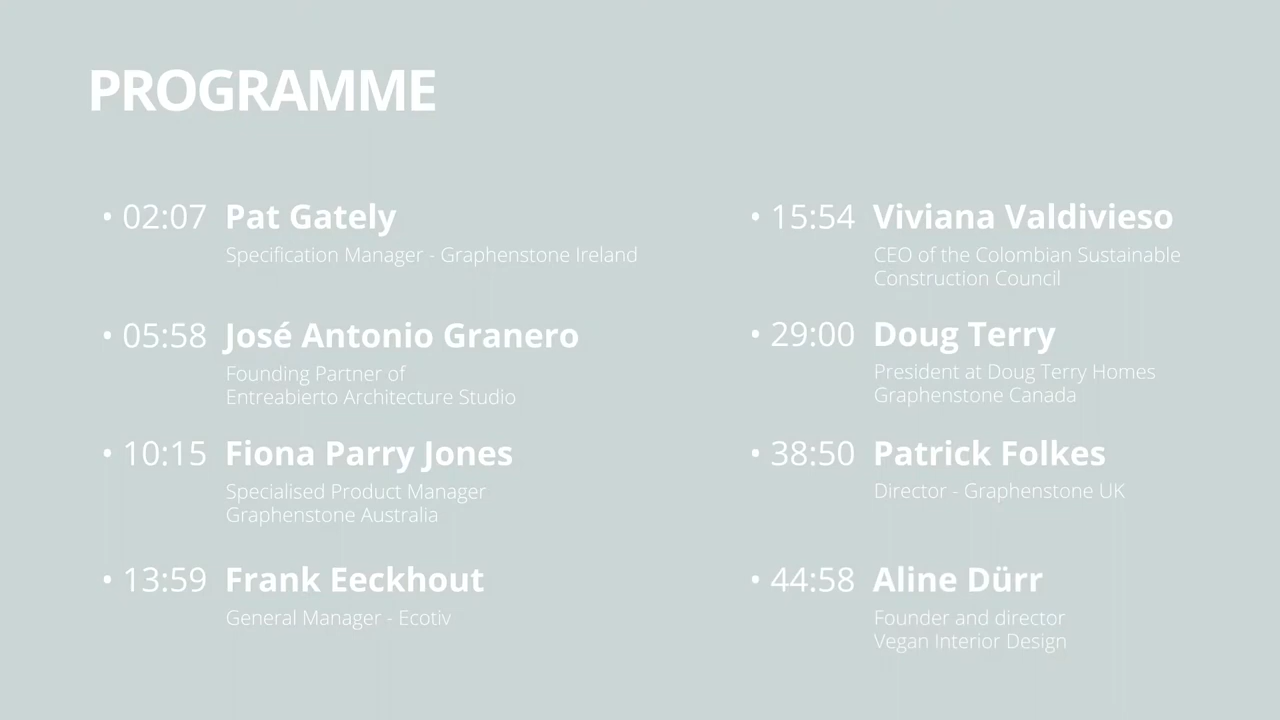 PROGRAMME
• 02:07 Pat Gately
Specification Manager - Graphenstone Ireland
• 05:58 José Antonio Granero
Founding Partner of
Entreabierto Architecture Studio
• 10:15 Fiona Parry Jones
Specialised Product Manager
Graphenstone Australia
• 13:59 Frank Eeckhout
General Manager - Ecotiv
• 15:54 Viviana Valdivieso
CEO of the Colombian Sustainable
Construction Council
• 29:00 Doug Terry
President at Doug Terry Homes
Graphenstone Canada
• 38:50 Patrick Folkes
Director - Graphenstone UK
• 44:58 Aline Dürr
Founder and director
Vegan Interior Design